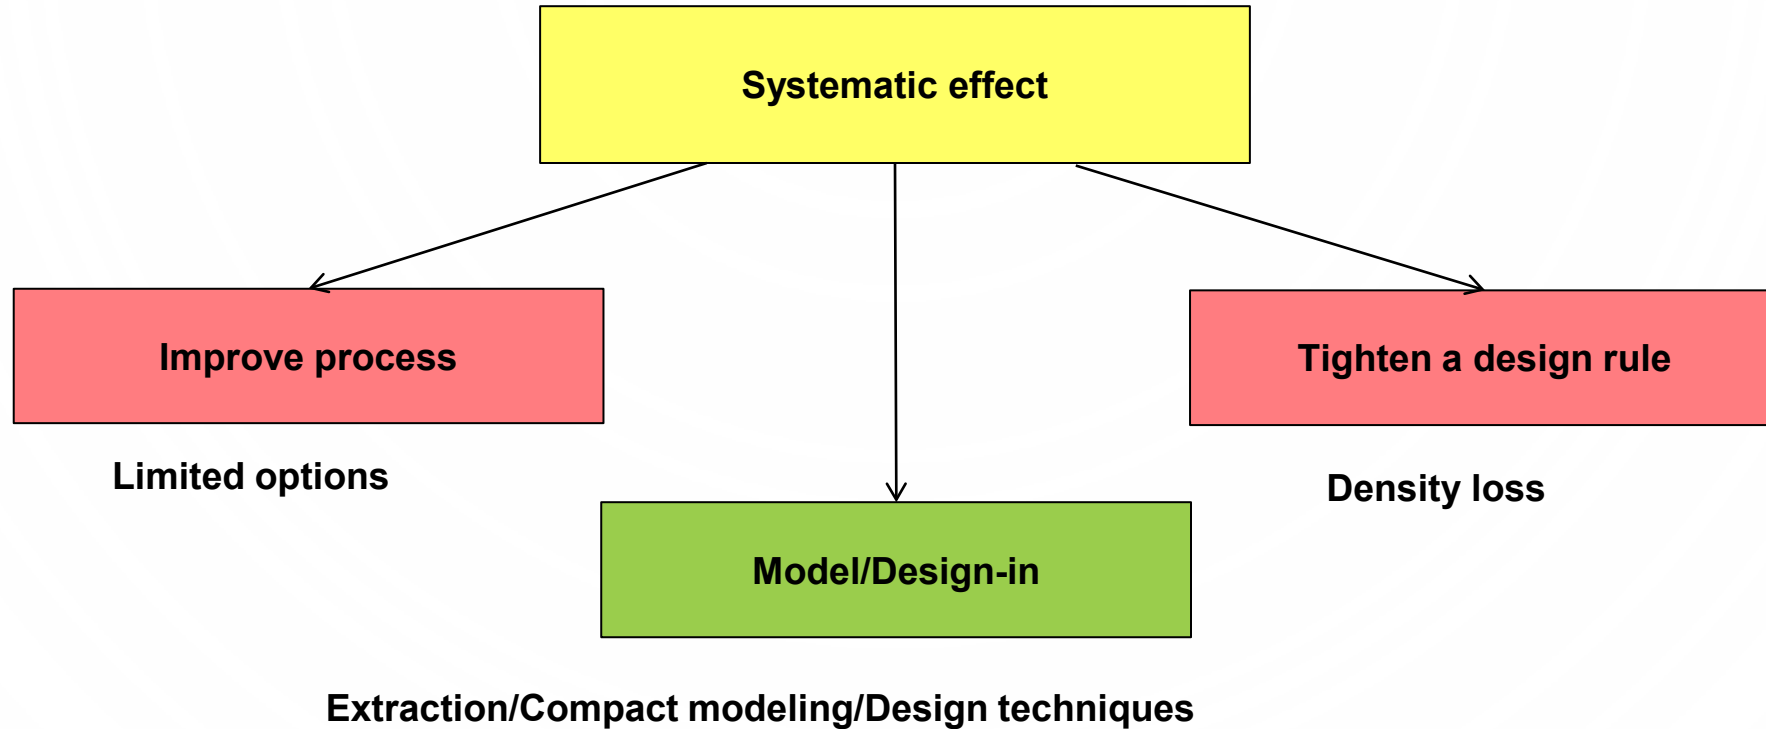 Systematic effect
Improve process
Tighten a design rule
Limited options
Density loss
Model/Design-in
Extraction/Compact modeling/Design techniques